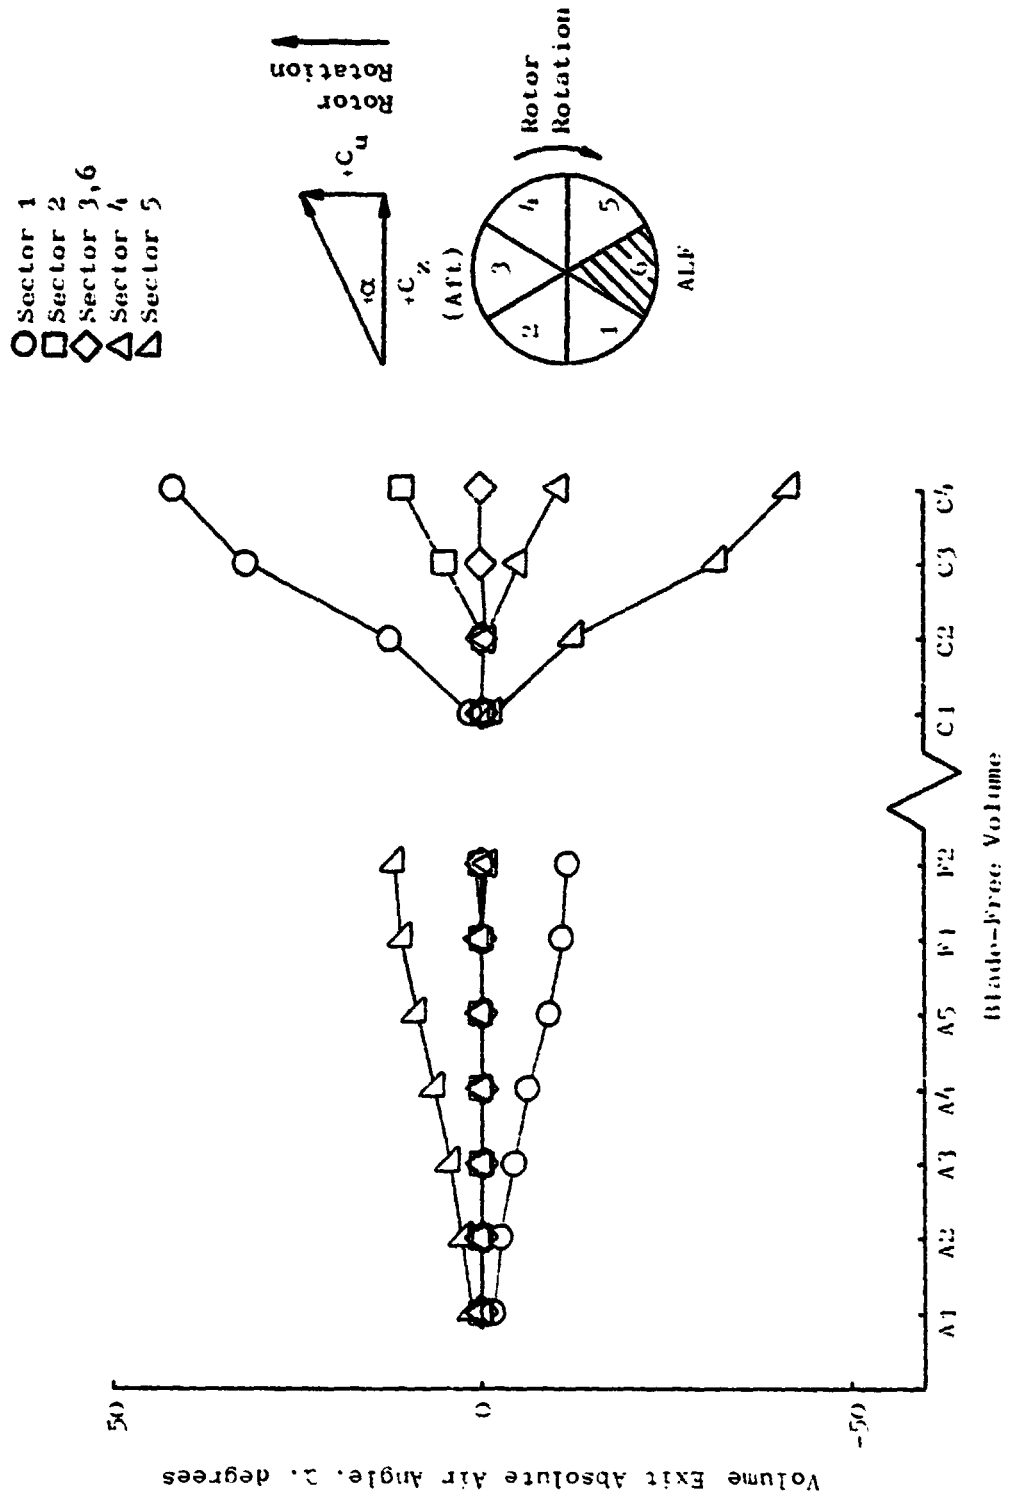 Sector 1
Sector 2
Sector 3,6
Sector 4
Sector 5
Rotor
Rotation
+C u
+α
+C z
(Aft)
Rotor
Rotation
1
2
3
4
5
6
ALF
50
0
-50
Volume Exit Absolute Air Angle. 2. degrees
A1 A2 A3 A4 A5 F1 F2 C1 C2 C3 C4
Blade-Free Volume